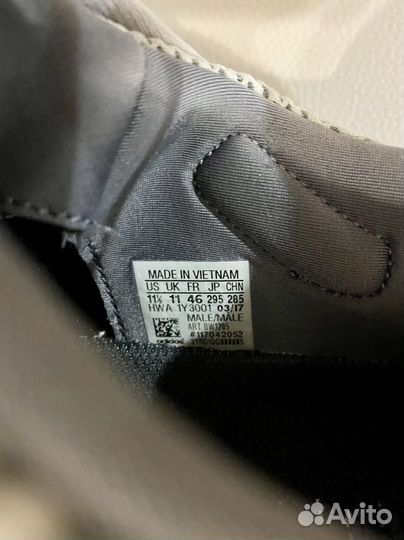 MADE IN VIETNAM
US UK FR JP CHN
11½ 11 46 295 285
HWA 1Y3001 03/17
MALE/MALE
ART BW1285
#117042052
adidas
Avito